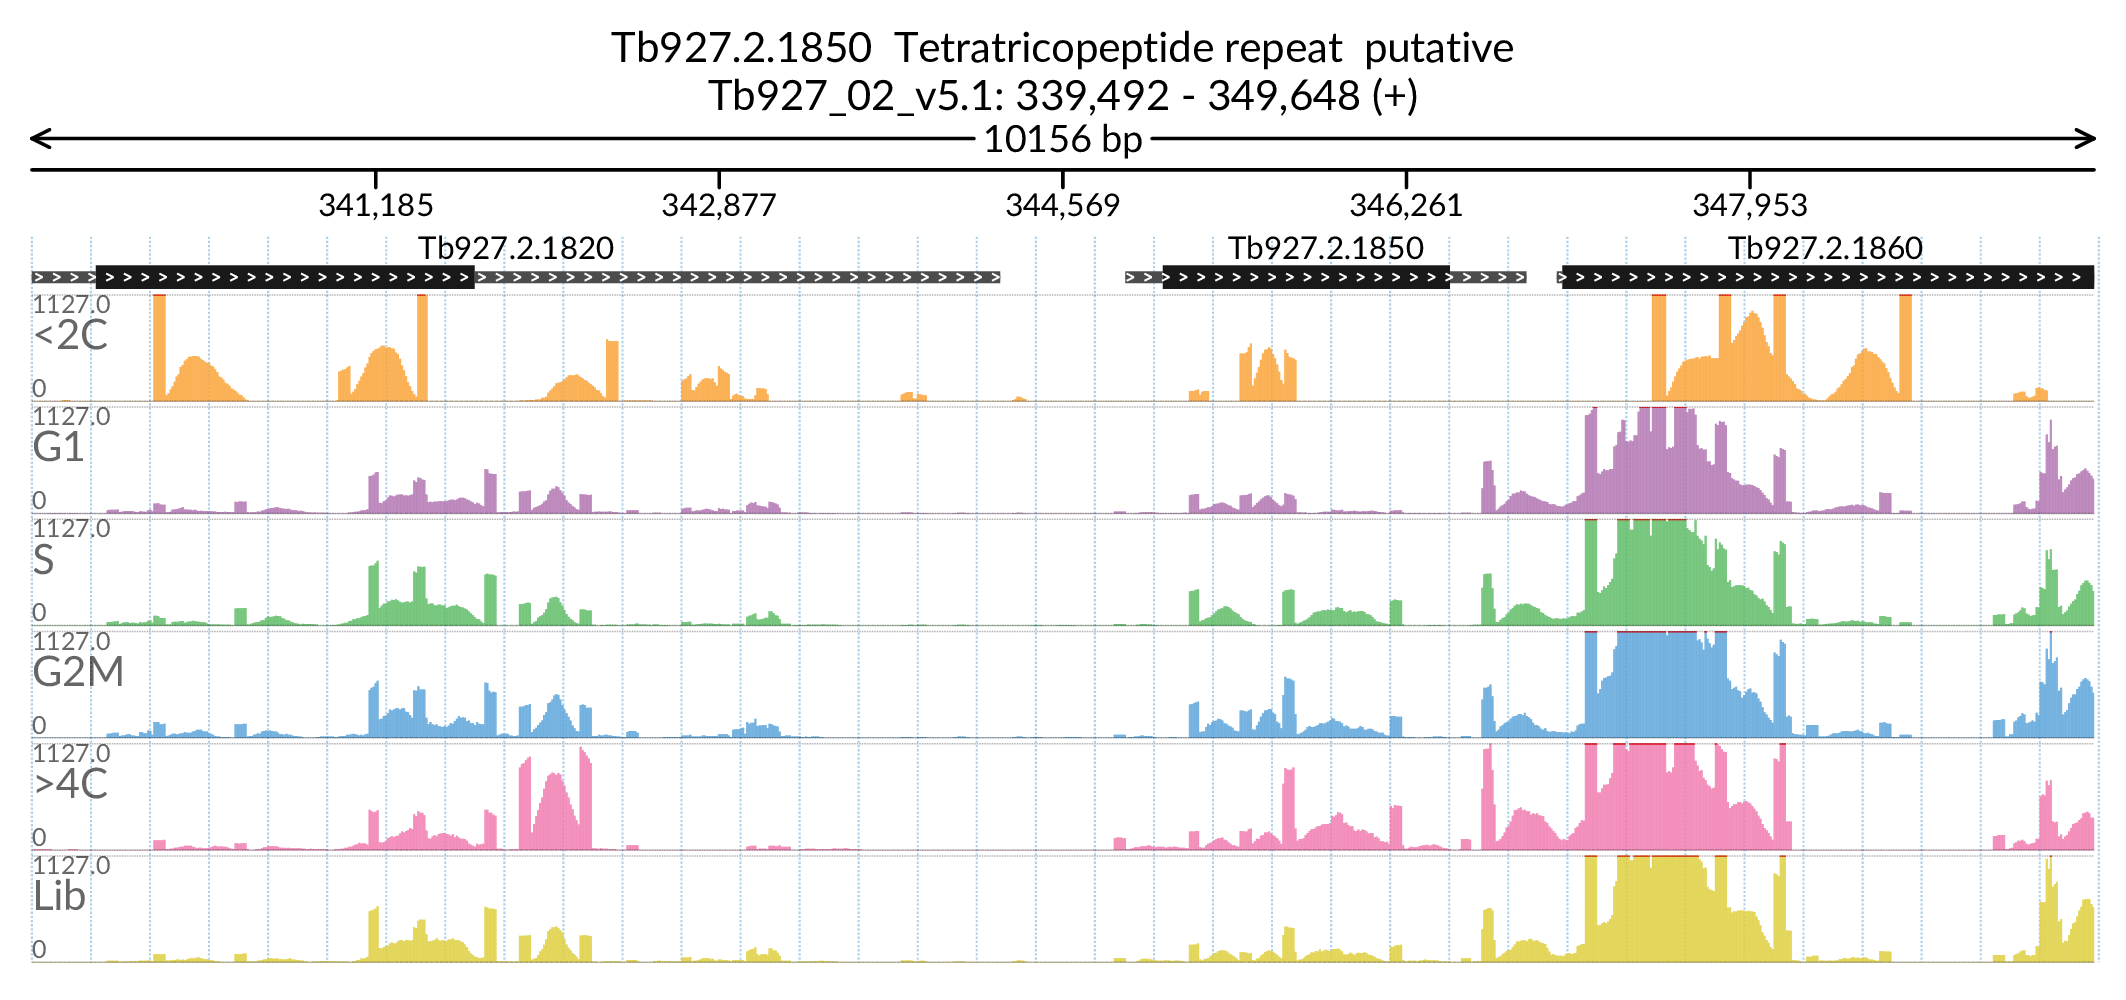 Tb927.2.1850 Tetratricopeptide repeat putative
Tb927_02_v5.1: 339,492 - 349,648 (+)
10156 bp
341,185 342,877 344,569 346,261 347,953
Tb927.2.1820 Tb927.2.1850 Tb927.2.1860
1127.0
<2C
0
1127.0
G1
0
1127.0
S
0
1127.0
G2M
0
1127.0
>4C
0
1127.0
Lib
0